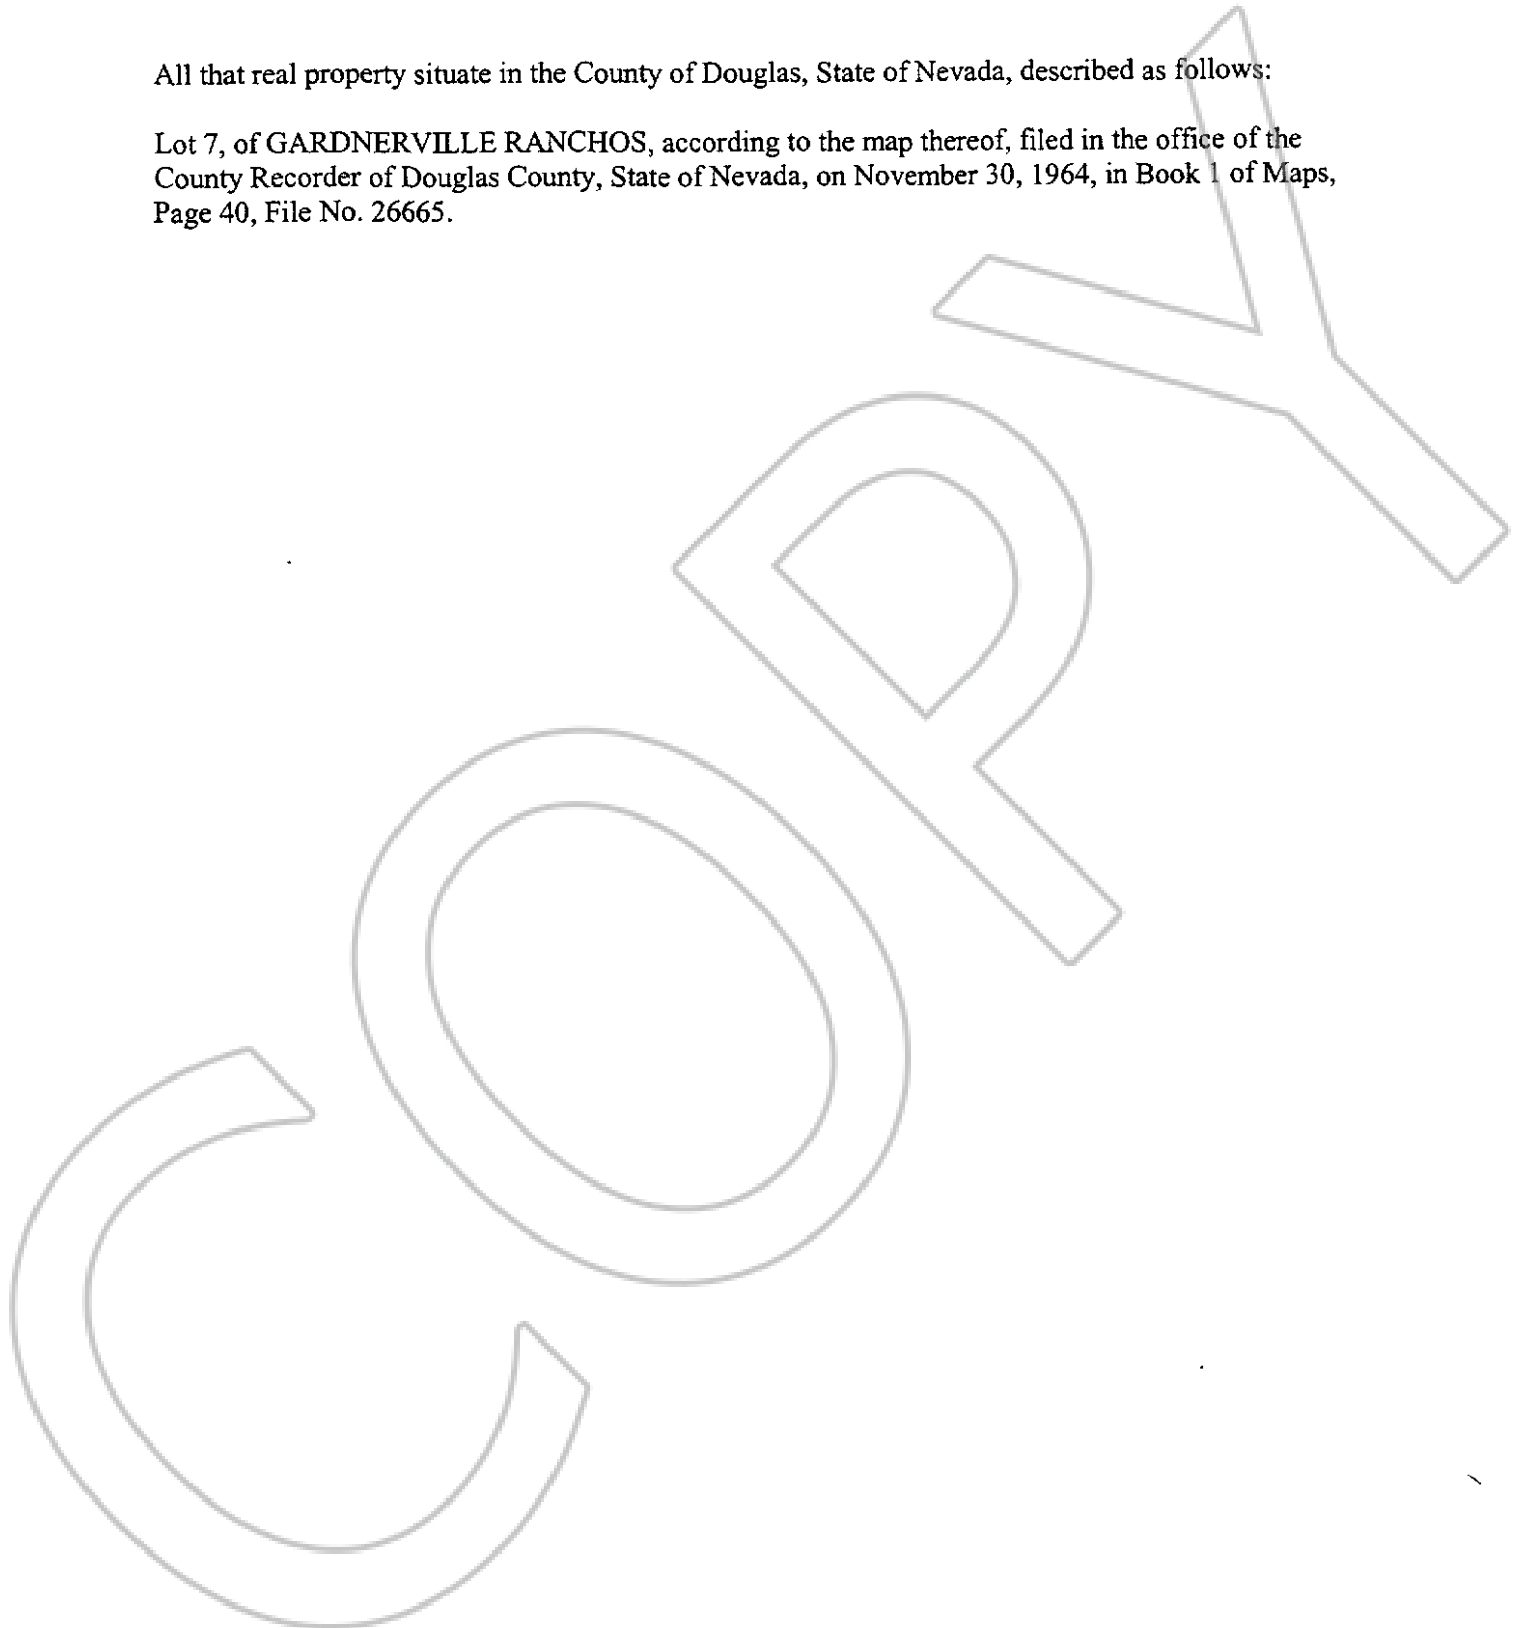 All that real property situate in the County of Douglas, State of Nevada, described as follows:
Lot 7, of GARDNERVILLE RANCHOS, according to the map thereof, filed in the office of the
County Recorder of Douglas County, State of Nevada, on November 30, 1964, in Book 1 of Maps,
Page 40, File No. 26665.
COPY